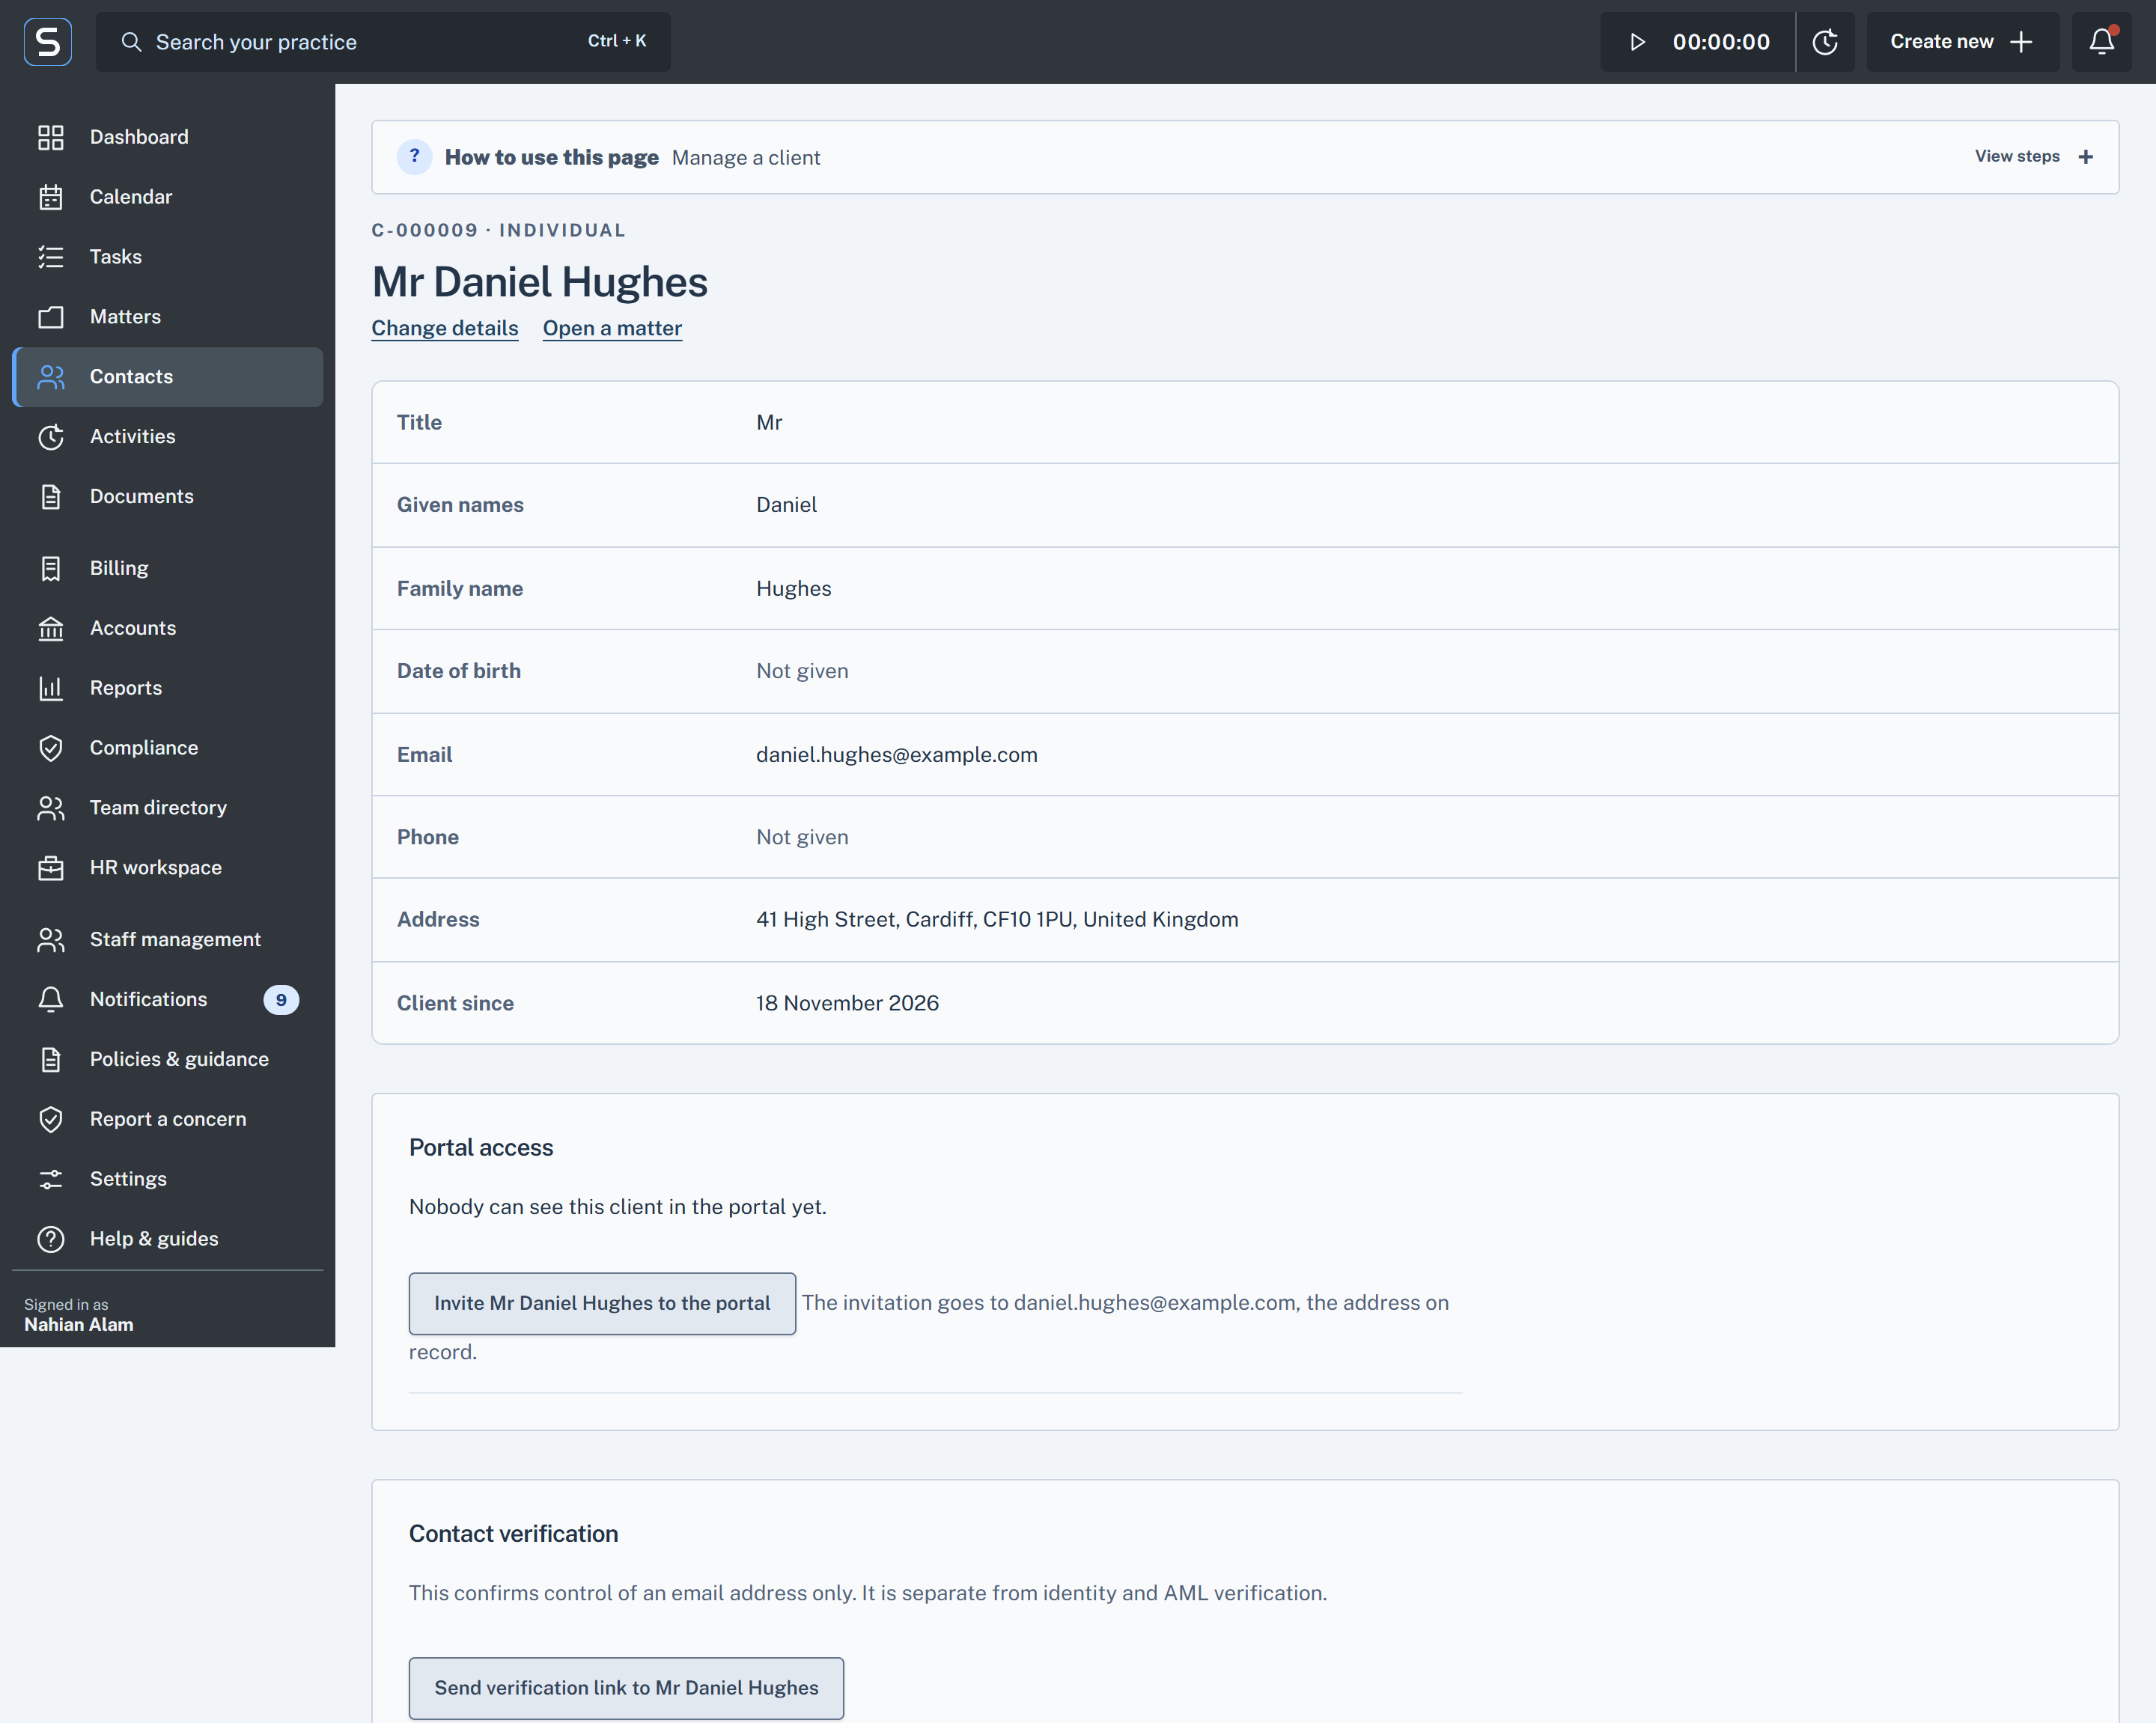 S
Search your practice
Ctrl + K
00:00:00
Create new
Dashboard
Calendar
Tasks
Matters
Contacts
Activities
Documents
Billing
Accounts
Reports
Compliance
Team directory
HR workspace
Staff management
Notifications 9
Policies & guidance
Report a concern
Settings
Help & guides
Signed in as
Nahian Alam
? How to use this page Manage a client
View steps +
C-000009 · INDIVIDUAL
Mr Daniel Hughes
Change details Open a matter
Title Mr
Given names Daniel
Family name Hughes
Date of birth Not given
Email daniel.hughes@example.com
Phone Not given
Address 41 High Street, Cardiff, CF10 1PU, United Kingdom
Client since 18 November 2026
Portal access
Nobody can see this client in the portal yet.
Invite Mr Daniel Hughes to the portal The invitation goes to daniel.hughes@example.com, the address on
record.
Contact verification
This confirms control of an email address only. It is separate from identity and AML verification.
Send verification link to Mr Daniel Hughes